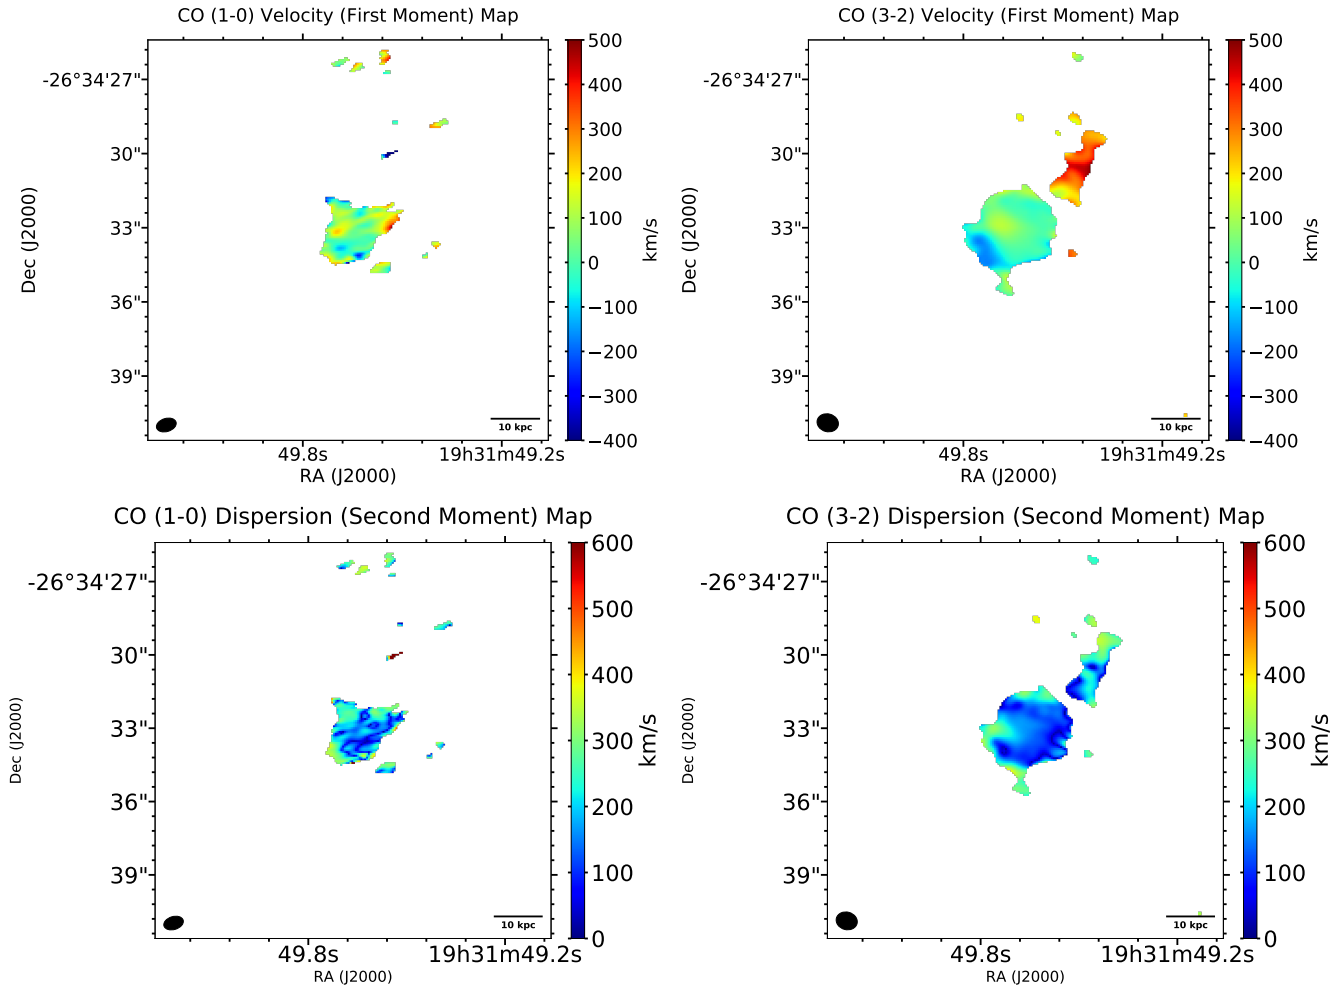 CO (1-0) Velocity (First Moment) Map
-26°34'27"
30"
33"
36"
39"
Dec (J2000)
49.8s
19h31m49.2s
RA (J2000)
10 kpc
500
400
300
200
100
0
−100
−200
−300
−400
km/s
CO (3-2) Velocity (First Moment) Map
-26°34'27"
30"
33"
36"
39"
Dec (J2000)
49.8s
19h31m49.2s
RA (J2000)
10 kpc
500
400
300
200
100
0
−100
−200
−300
−400
km/s
CO (1-0) Dispersion (Second Moment) Map
-26°34'27"
30"
33"
36"
39"
Dec (J2000)
49.8s
19h31m49.2s
RA (J2000)
10 kpc
600
500
400
300
200
100
0
km/s
CO (3-2) Dispersion (Second Moment) Map
-26°34'27"
30"
33"
36"
39"
Dec (J2000)
49.8s
19h31m49.2s
RA (J2000)
10 kpc
600
500
400
300
200
100
0
km/s